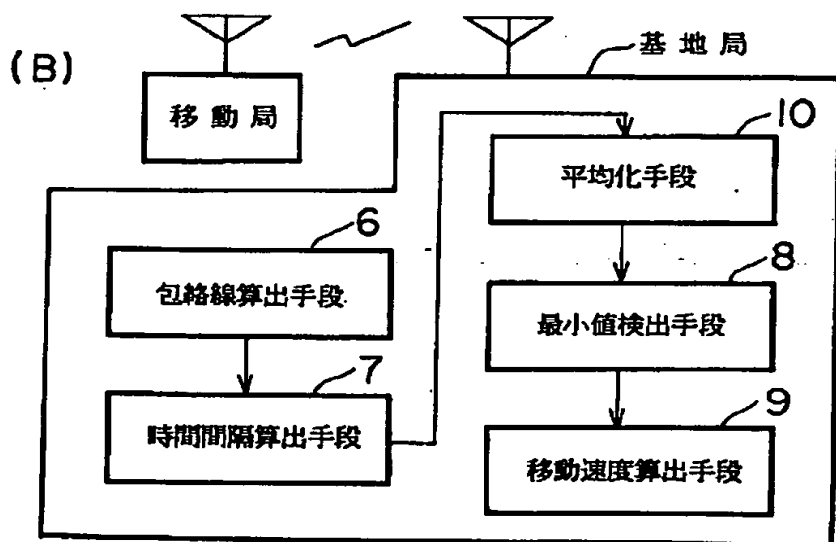 (B)
移動局
基地局
10
平均化手段
6
包絡線算出手段
8
最小値検出手段
7
時間間隔算出手段
9
移動速度算出手段